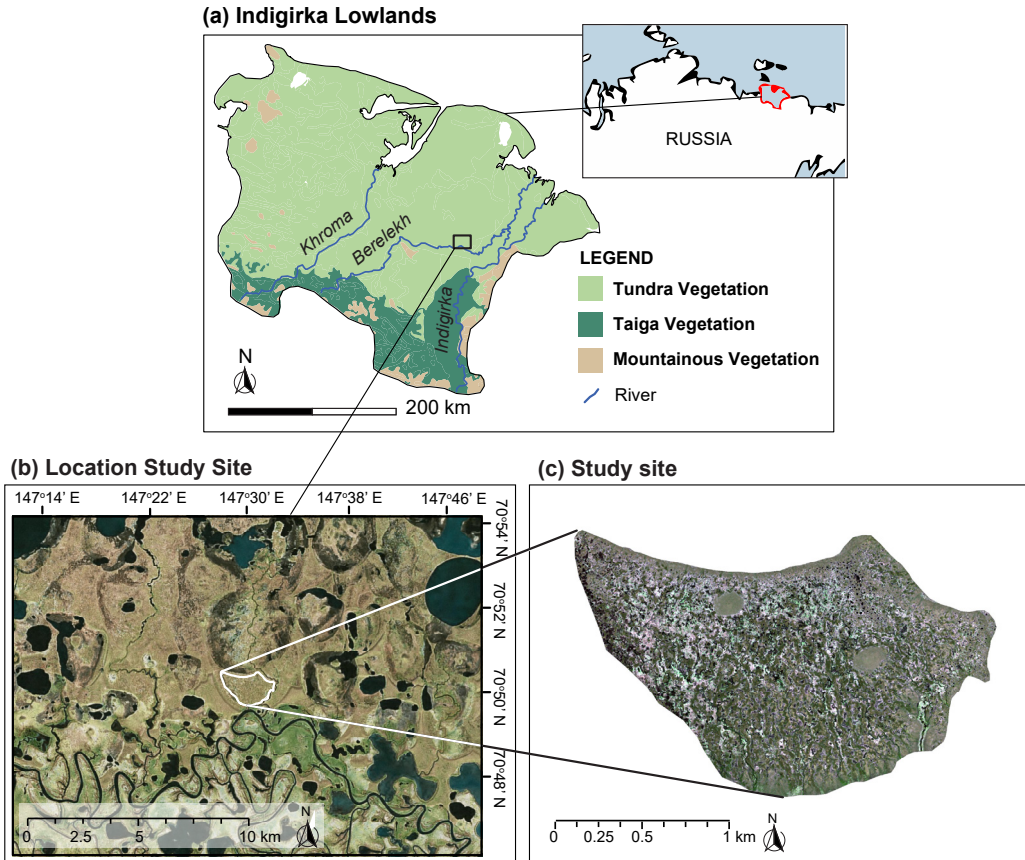 (a) Indigirka Lowlands
RUSSIA
Khroma
Berelekh
Indigirka
LEGEND
Tundra Vegetation
Taiga Vegetation
Mountainous Vegetation
River
N
200 km
(b) Location Study Site
147°14' E 147°22' E 147°30' E 147°38' E 147°46' E
70°54' N
70°52' N
70°50' N
70°48' N
0 2.5 5 10 km
N
(c) Study site
0 0.25 0.5 1 km
N